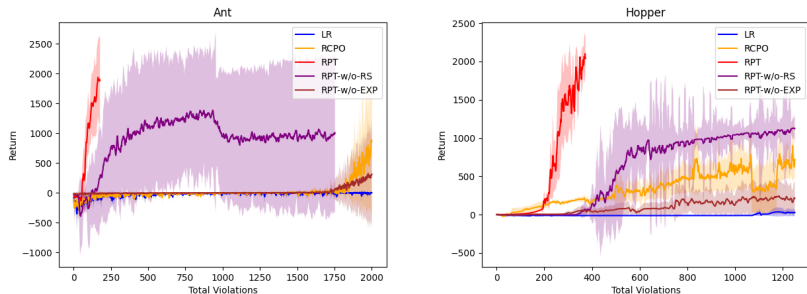 Ant
2500
2000
1500
1000
500
0
−500
−1000
Return
0
250
500
750
1000
1250
1500
1750
2000
Total Violations
LR
RCPO
RPT
RPT-w/o-RS
RPT-w/o-EXP
Hopper
2500
2000
1500
1000
500
0
−500
Return
0
200
400
600
800
1000
1200
Total Violations
LR
RCPO
RPT
RPT-w/o-RS
RPT-w/o-EXP